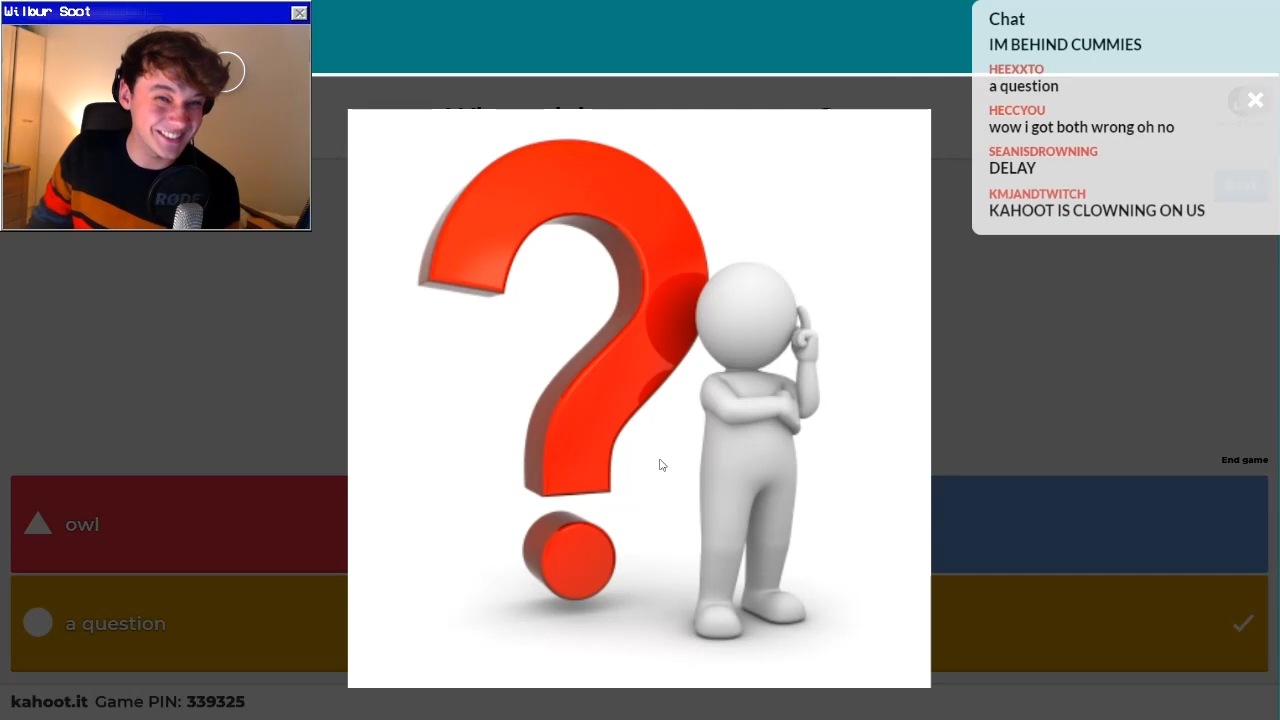 Wilbur Soot
Chat
IM BEHIND CUMMIES
HEEXXTO
a question
HECCYOU
wow i got both wrong oh no
SEANISDROWNING
DELAY
KMJANDTWITCH
KAHOOT IS CLOWNING ON US
RØDE
End game
owl
a question
kahoot.it Game PIN: 339325